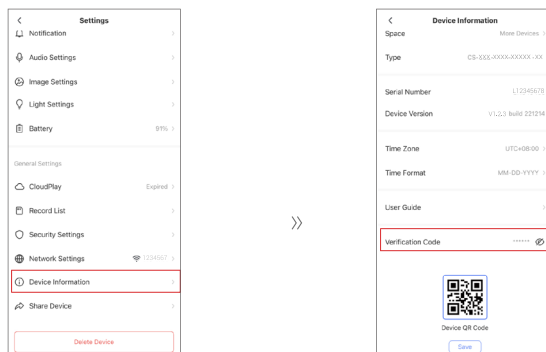 Settings
Notification
Audio Settings
Image Settings
Light Settings
Battery 91%
General Settings
CloudPlay Expired
Record List
Security Settings
Network Settings 1234567
Device Information
Share Device
Delete Device
Device Information
Space More Devices
Type CS-XXX-XXXX-XXXXX-XX
Serial Number L12345678
Device Version V1.2.3 build 221214
Time Zone UTC+08:00
Time Format MM-DD-YYYY
User Guide
Verification Code ******
Device QR Code
Save